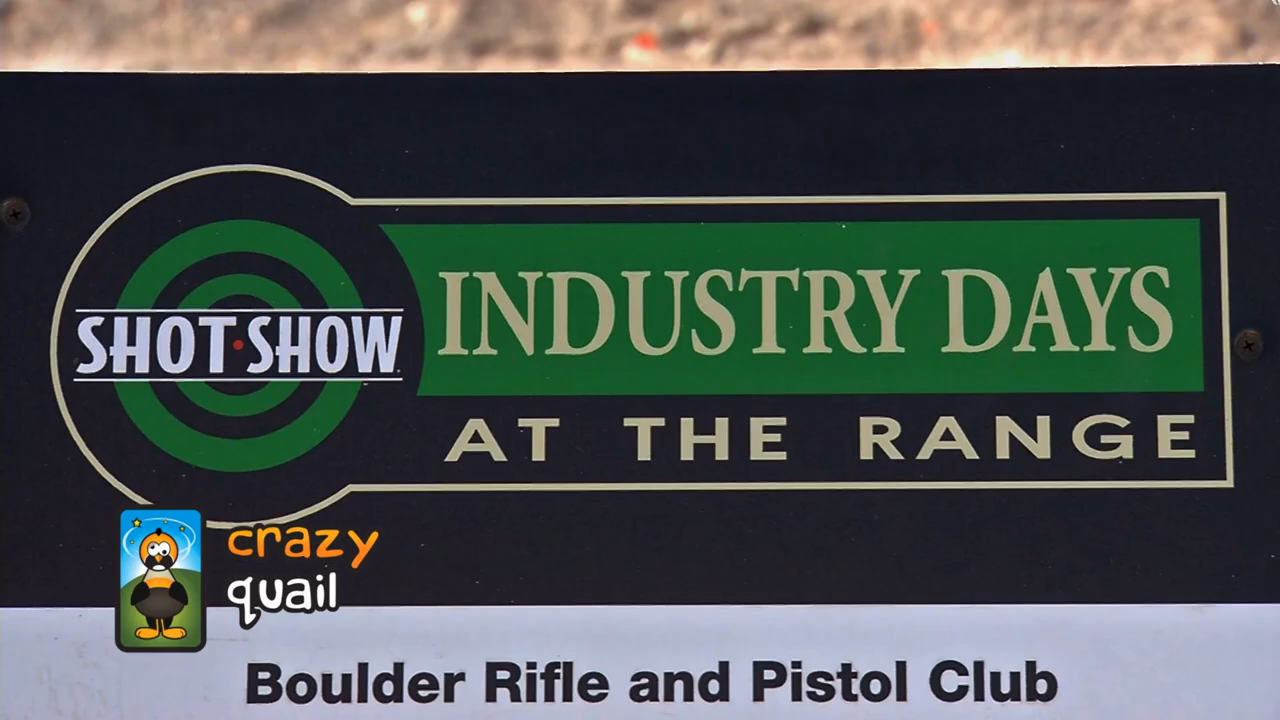 SHOT•SHOW
INDUSTRY DAYS
AT THE RANGE
crazy
quail
Boulder Rifle and Pistol Club